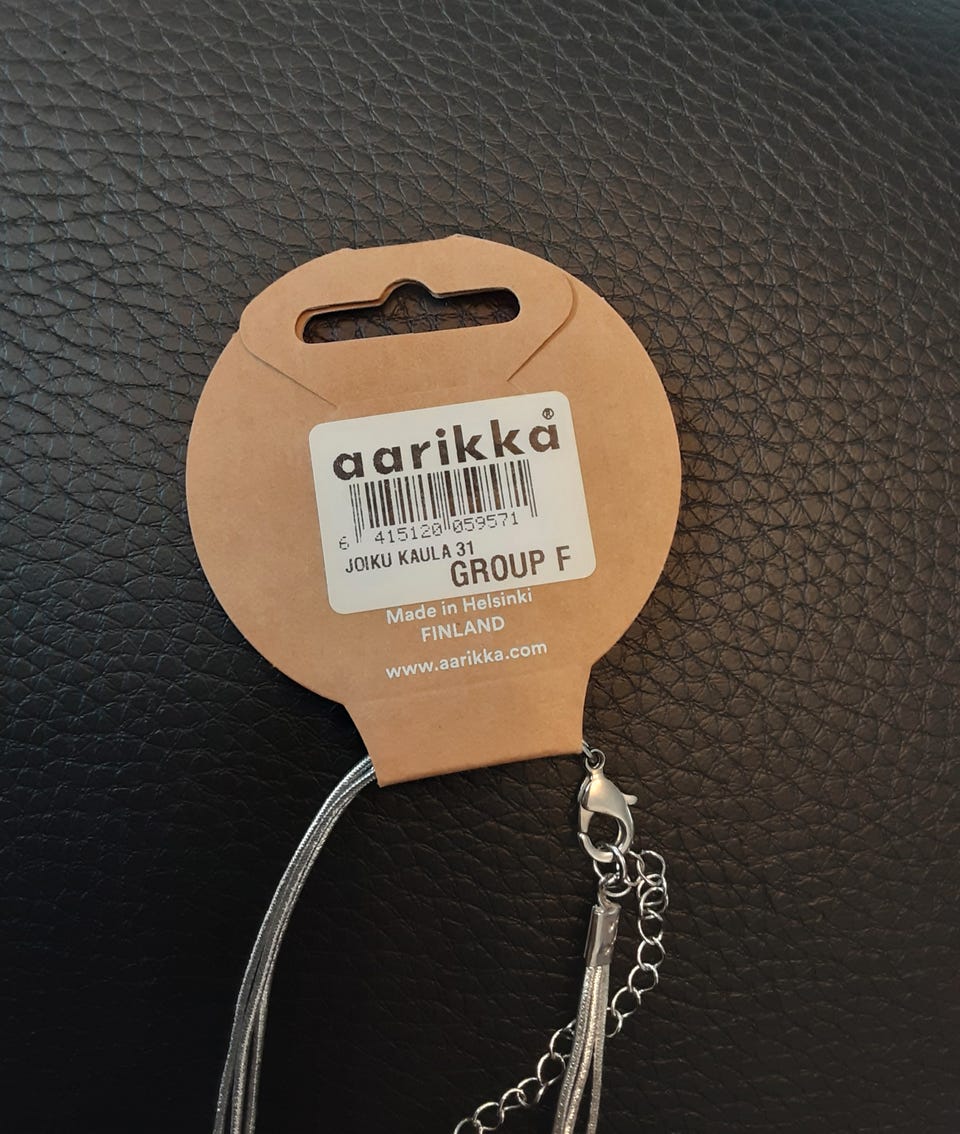 aarikka®
6 415120 059571
JOIKU KAULA 31
GROUP F
Made in Helsinki
FINLAND
www.aarikka.com